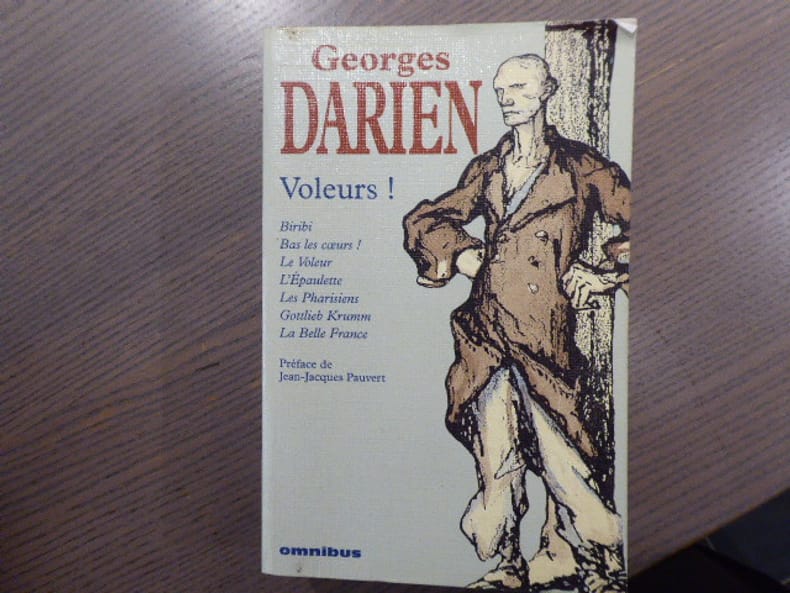 Georges
DARIEN
Voleurs !
Biribi
Bas les cœurs !
Le Voleur
L'Épaulette
Les Pharisiens
Gottlieb Krumm
La Belle France
Préface de
Jean-Jacques Pauvert
omnibus